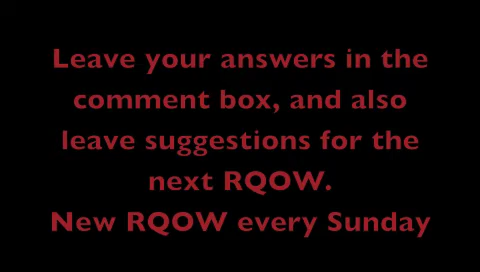 Leave your answers in the
comment box, and also
leave suggestions for the
next RQOW.
New RQOW every Sunday